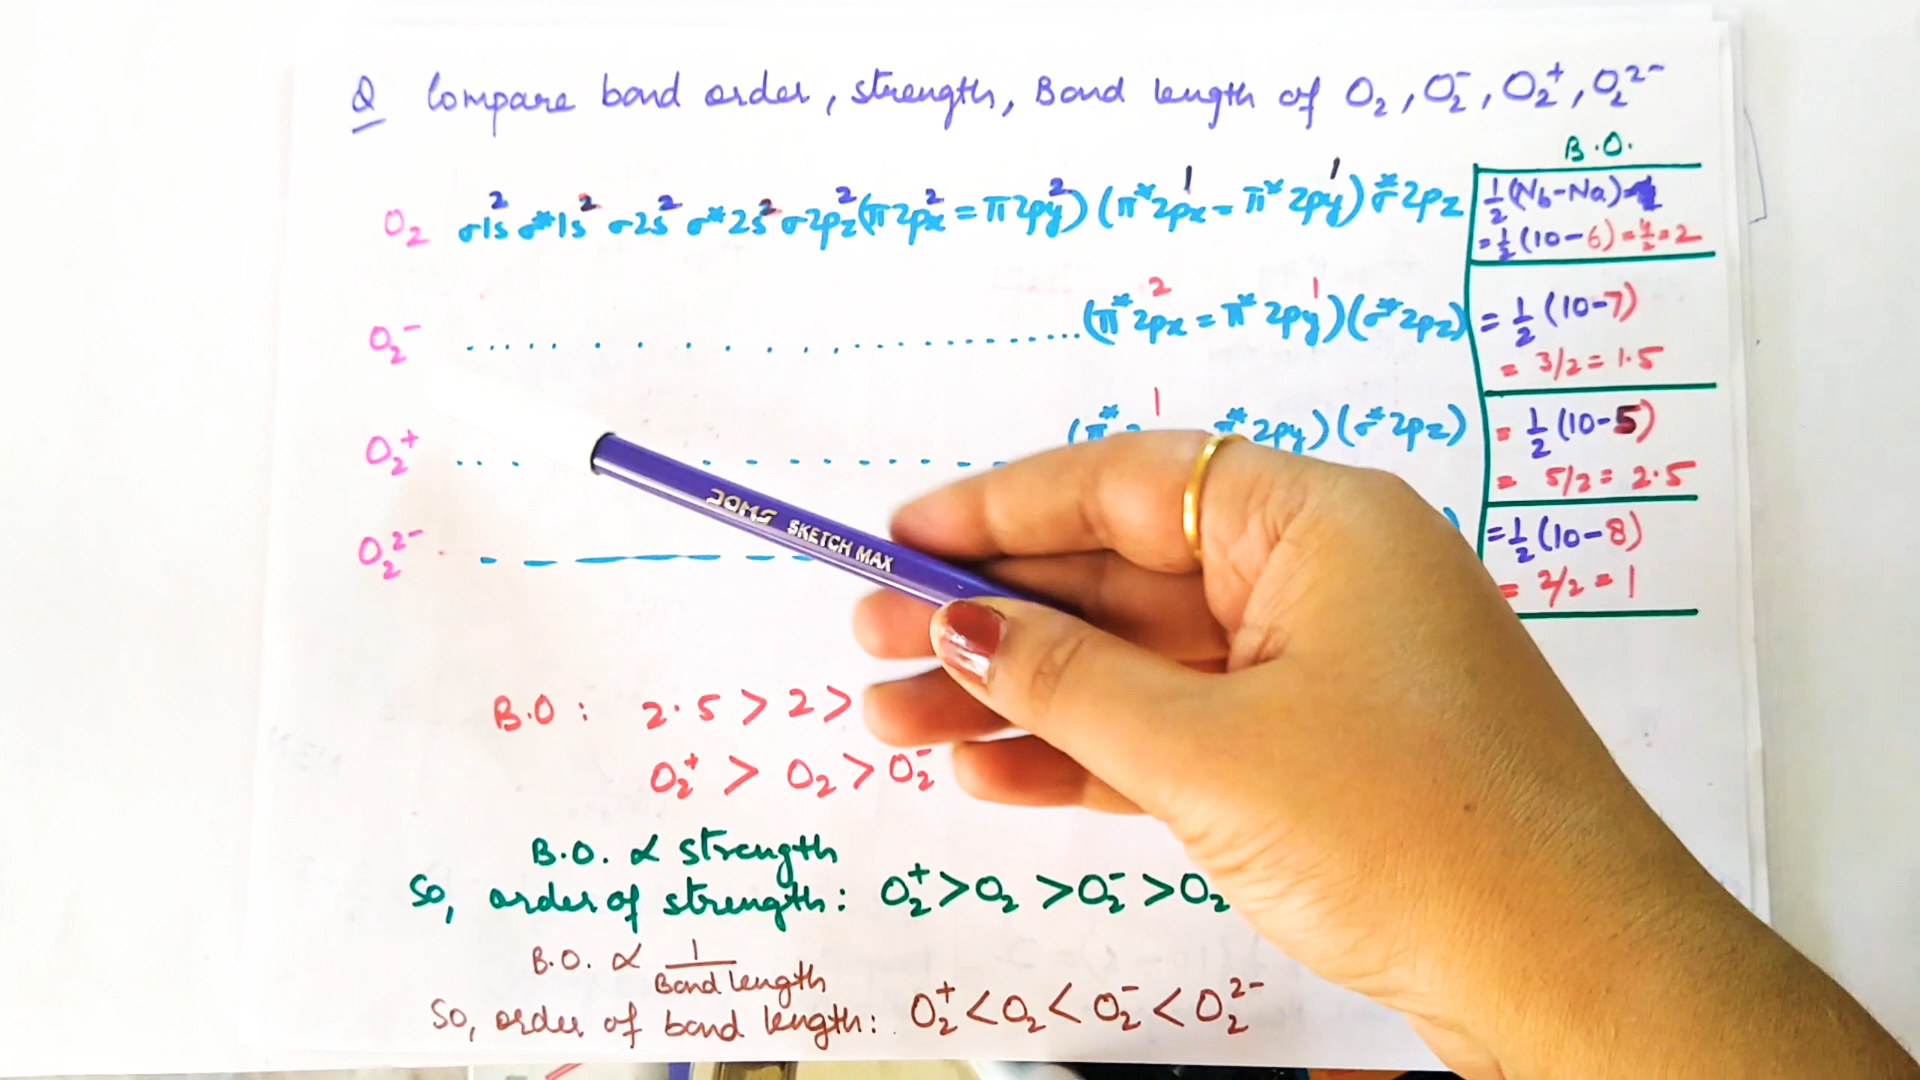 Q Compare bond order, strength, Bond length of O₂, O₂⁻, O₂⁺, O₂²⁻
B.O.
O₂ σ1s² σ*1s² σ2s² σ*2s² σ2pz² (π2px² = π2py²) (π*2px¹ = π*2py¹) σ*2pz
½ (Nb-Na)
= ½ (10-6) = 4/2 = 2
O₂⁻ .......... (π*2px² = π*2py¹) (σ*2pz)
= ½ (10-7)
= 3/2 = 1.5
O₂⁺ ... (π* 1 π*2py) (σ*2pz)
= ½ (10-5)
= 5/2 = 2.5
O₂²⁻
= ½ (10-8)
= 2/2 = 1
JOMS SKETCH MAX
B.O : 2.5 > 2 >
O₂⁺ > O₂ > O₂⁻
B.O. ∝ strength
So, order of strength: O₂⁺ > O₂ > O₂⁻ > O₂
B.O. ∝ 1
Bond length
So, order of bond length: O₂⁺ < O₂ < O₂⁻ < O₂²⁻